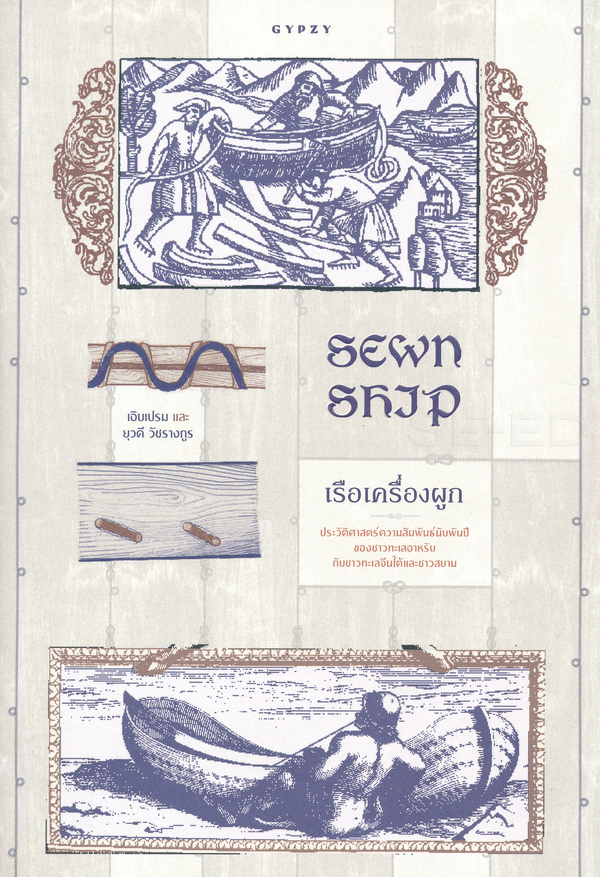 GYPZY
SEWN
SHIP
เอิบเปรม และ
ยุวดี วัชรางกูร
เรือเครื่องผูก
ประวัติศาสตร์ความสัมพันธ์นับพันปี
ของชาวทะเลอาหรับ
กับชาวทะเลจีนใต้และชาวสยาม